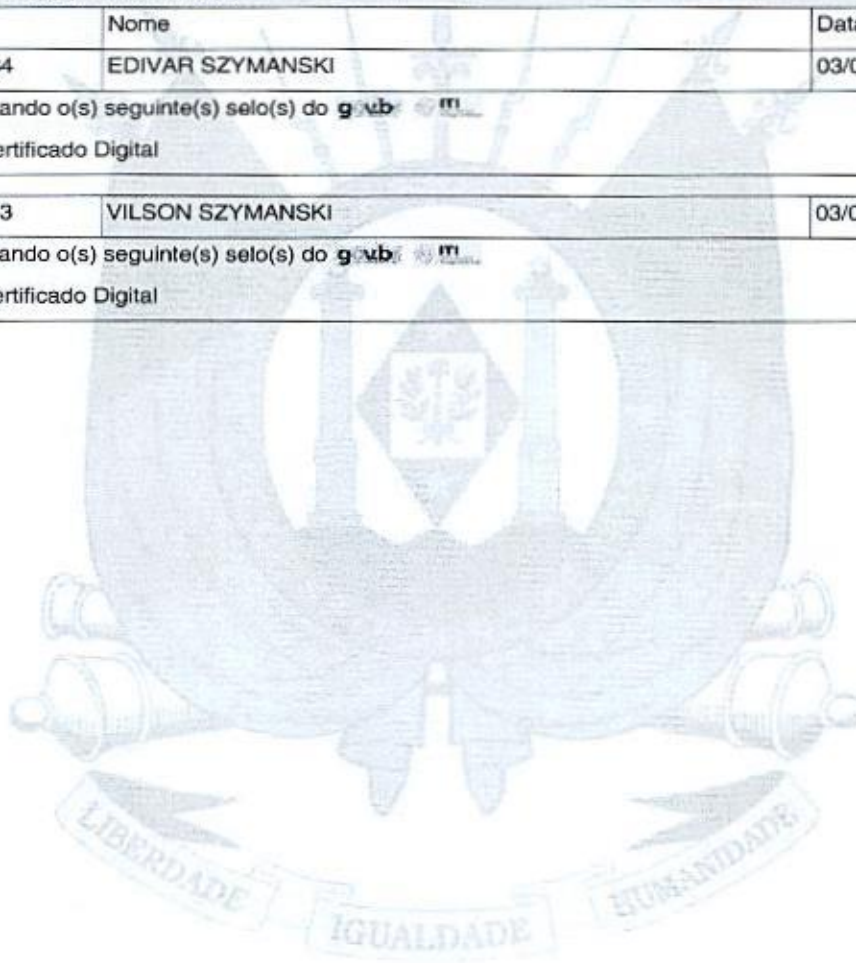 Nome Data
4 EDIVAR SZYMANSKI 03/0
ando o(s) seguinte(s) selo(s) do
ertificado Digital
3 VILSON SZYMANSKI 03/0
ando o(s) seguinte(s) selo(s) do
ertificado Digital
LIBERDADE IGUALDADE HUMANIDADE